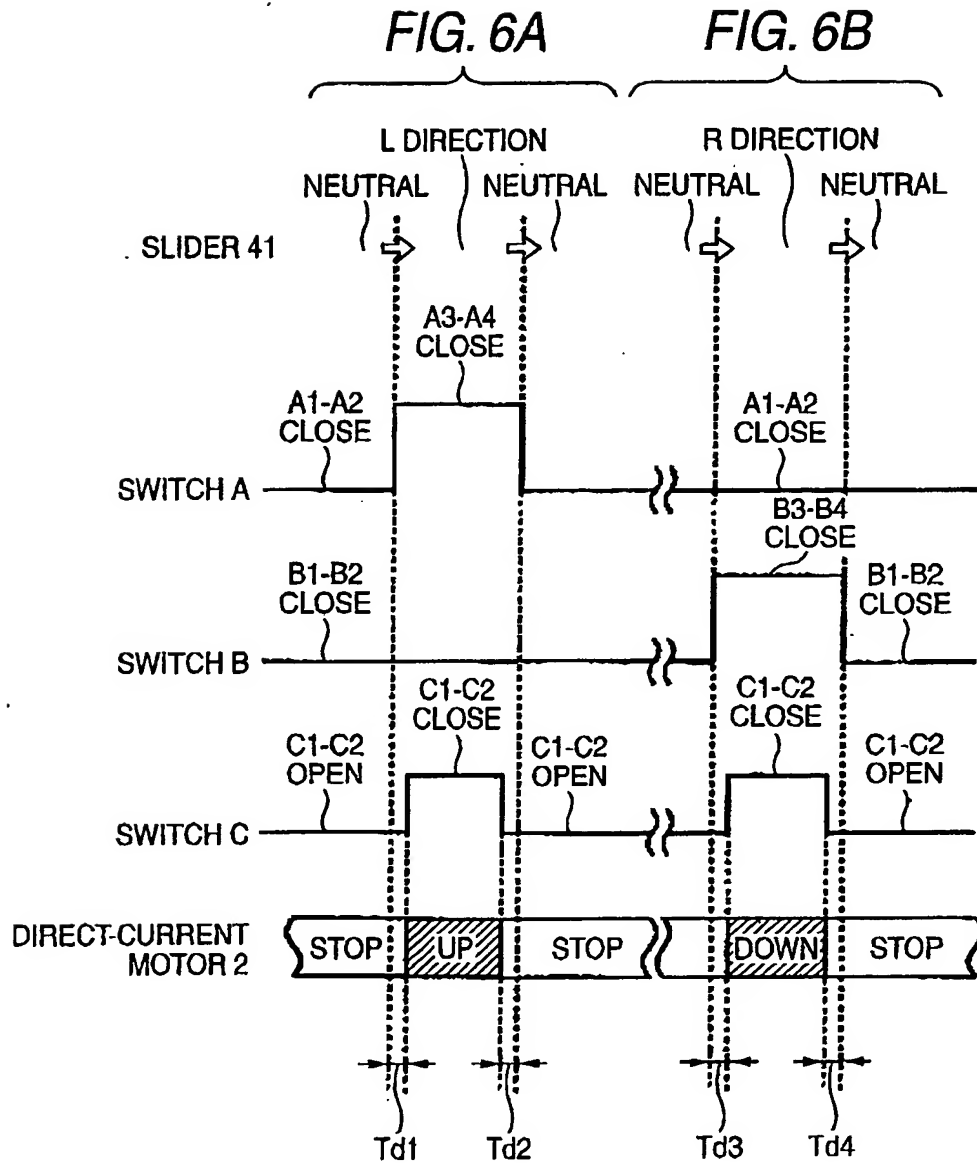 FIG. 6A
FIG. 6B
L DIRECTION
R DIRECTION
NEUTRAL
NEUTRAL
NEUTRAL
NEUTRAL
SLIDER 41
A3-A4
CLOSE
A1-A2
CLOSE
A1-A2
CLOSE
SWITCH A
B3-B4
CLOSE
B1-B2
CLOSE
B1-B2
CLOSE
SWITCH B
C1-C2
CLOSE
C1-C2
CLOSE
C1-C2
OPEN
C1-C2
OPEN
C1-C2
OPEN
SWITCH C
DIRECT-CURRENT
MOTOR 2
STOP
UP
STOP
DOWN
STOP
Td1
Td2
Td3
Td4